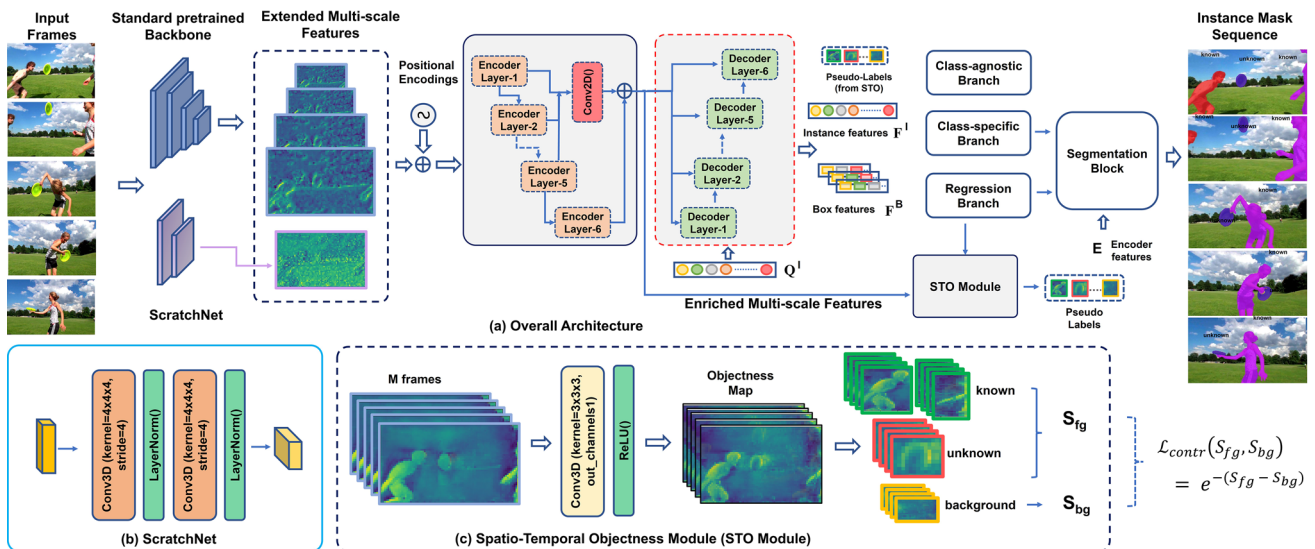 Input
Frames
Standard pretrained
Backbone
Extended Multi-scale
Features
Positional
Encodings
Encoder
Layer-1
Encoder
Layer-2
Encoder
Layer-5
Encoder
Layer-6
Conv2D()
Decoder
Layer-6
Decoder
Layer-5
Decoder
Layer-2
Decoder
Layer-1
Q^I
Pseudo-Labels
(from STO)
Instance features F^I
Box features F^B
Class-agnostic
Branch
Class-specific
Branch
Regression
Branch
Segmentation
Block
E Encoder
features
STO Module
Pseudo
Labels
Enriched Multi-scale Features
ScratchNet
(a) Overall Architecture
Instance Mask
Sequence
known
unknown
known
known
unknown
known
known
unknown
known
unknown
Conv3D (kernel=4x4x4,
stride=4)
LayerNorm()
Conv3D (kernel=4x4x4,
stride=4)
LayerNorm()
(b) ScratchNet
M frames
Conv3D (kernel=3x3x3,
out_channels1)
ReLU()
Objectness
Map
known
unknown
background
S_fg
S_bg
ℒ_contr(S_fg, S_bg)
= e^-(S_fg - S_bg)
(c) Spatio-Temporal Objectness Module (STO Module)